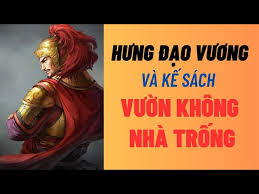 HƯNG ĐẠO VƯƠNG
VÀ KẾ SÁCH
VƯỜN KHÔNG
NHÀ TRỐNG